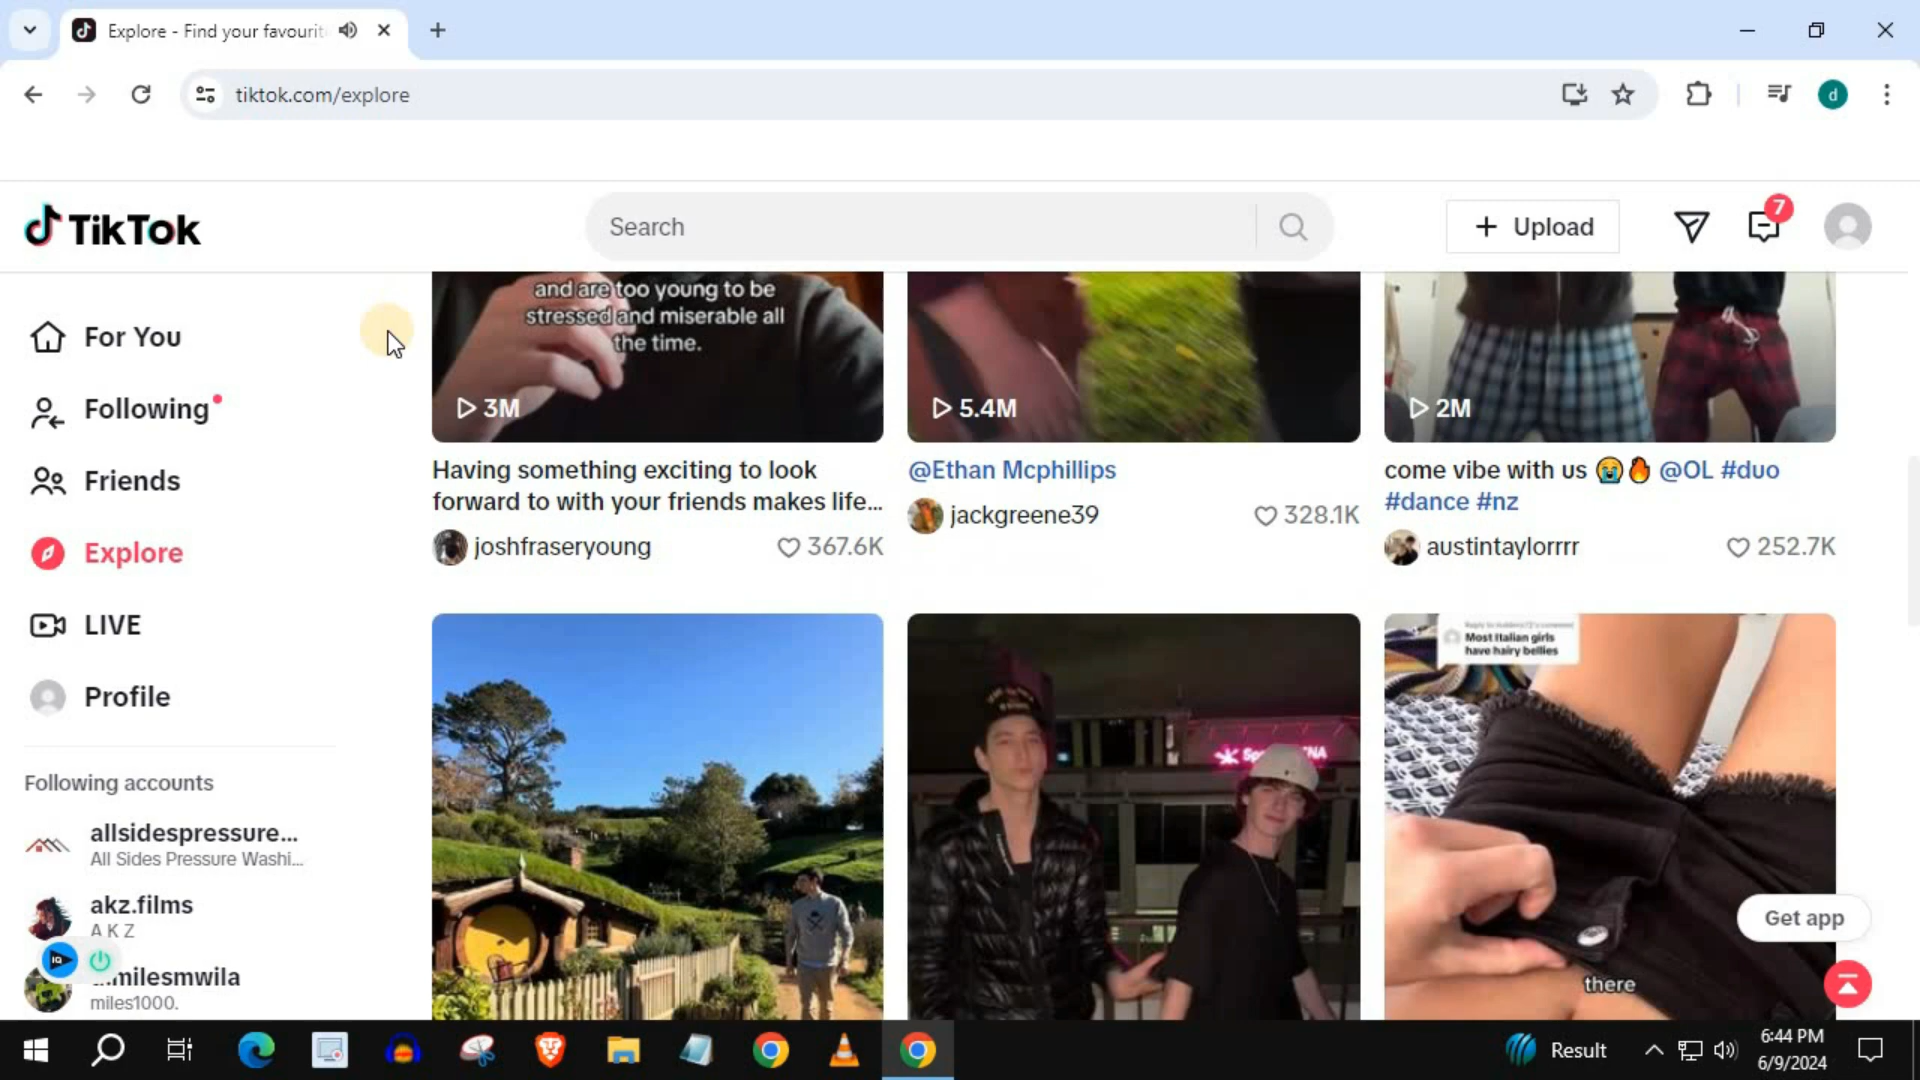 Explore - Find your favourit
tiktok.com/explore
d
TikTok
Search
Upload
7
For You
Following
Friends
Explore
LIVE
Profile
Following accounts
allsidespressure...
All Sides Pressure Washi...
akz.films
A K Z
milesmwila
miles1000.
IQ
and are too young to be
stressed and miserable all
the time.
3M
Having something exciting to look
forward to with your friends makes life...
joshfraseryoung
367.6K
5.4M
@Ethan Mcphillips
jackgreene39
328.1K
2M
come vibe with us 😭🔥 @OL #duo
#dance #nz
austintaylorrrr
252.7K
Most Italian girls
have hairy bellies
there
Get app
Result
6:44 PM
6/9/2024